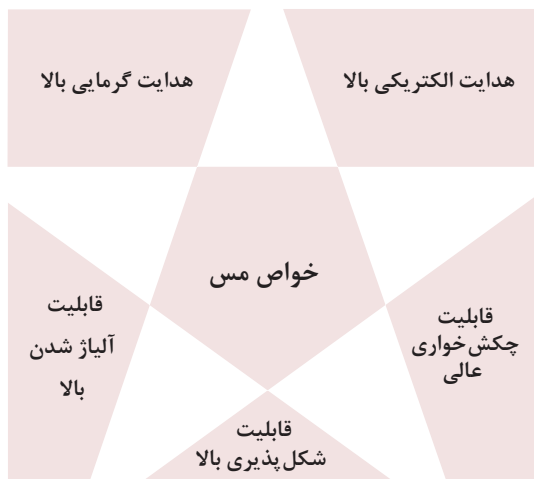 هدایت الکتریکی بالا
هدایت گرمایی بالا
خواص مس
قابلیت
چکش‌خواری
عالی
قابلیت
آلیاژ شدن
بالا
قابلیت
شکل‌پذیری بالا